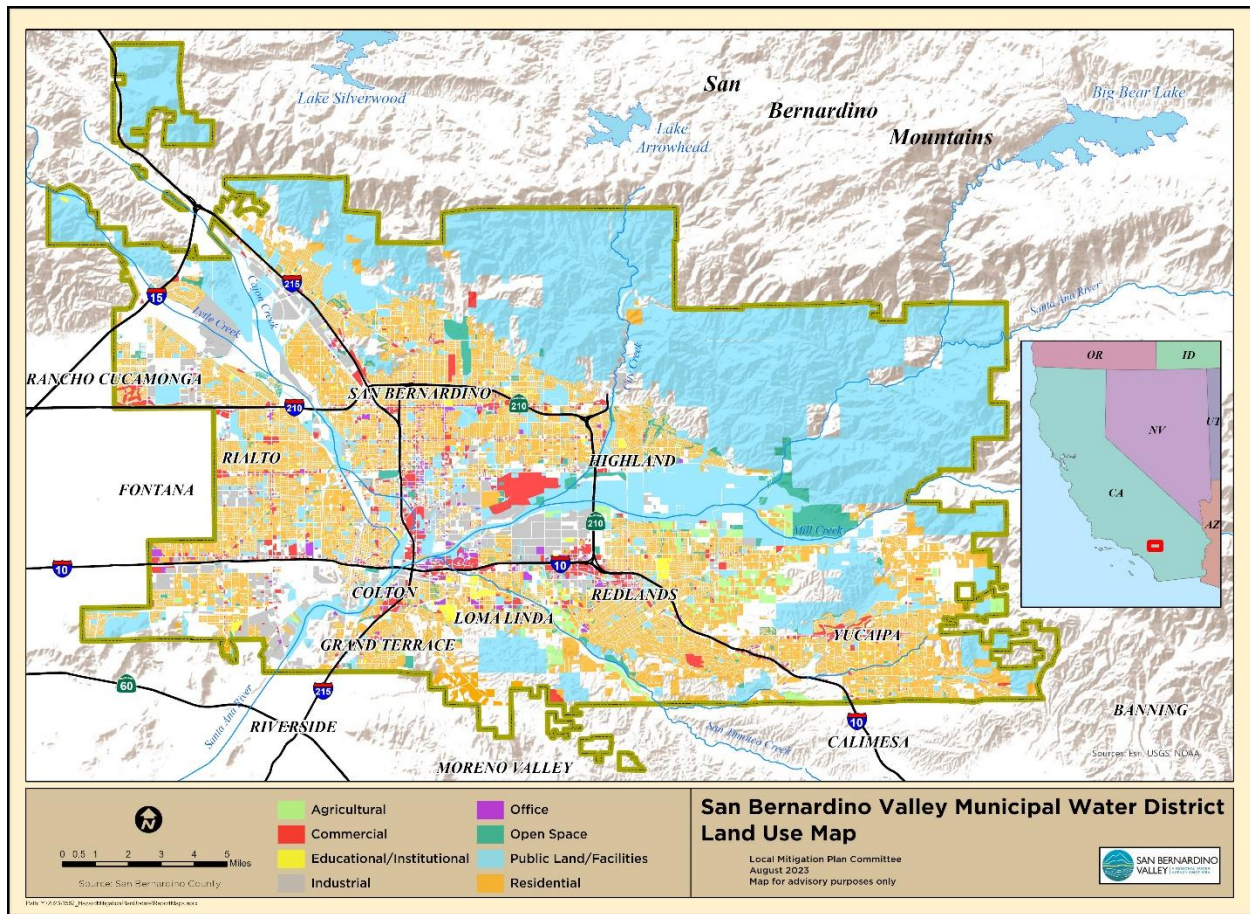 San
Bernardino
Mountains
Lake Silverwood
Lake
Arrowhead
Big Bear Lake
Santa Ana River
215
15
Cajon Creek
Lytle Creek
RANCHO CUCAMONGA
SAN BERNARDINO
210
210
RIALTO
HIGHLAND
FONTANA
210
Mill Creek
10
10
COLTON
REDLANDS
LOMA LINDA
GRAND TERRACE
YUCAIPA
60
215
10
RIVERSIDE
Santa Ana River
San Timoteo Creek
CALIMESA
BANNING
MORENO VALLEY
Sources: Esri, USGS, NOAA
OR
ID
NV
UT
CA
AZ
N
0 0.5 1 2 3 4 5
Miles
Source: San Bernardino County
Agricultural
Commercial
Educational/Institutional
Industrial
Office
Open Space
Public Land/Facilities
Residential
San Bernardino Valley Municipal Water District
Land Use Map
Local Mitigation Plan Committee
August 2023
Map for advisory purposes only
SAN BERNARDINO
VALLEY